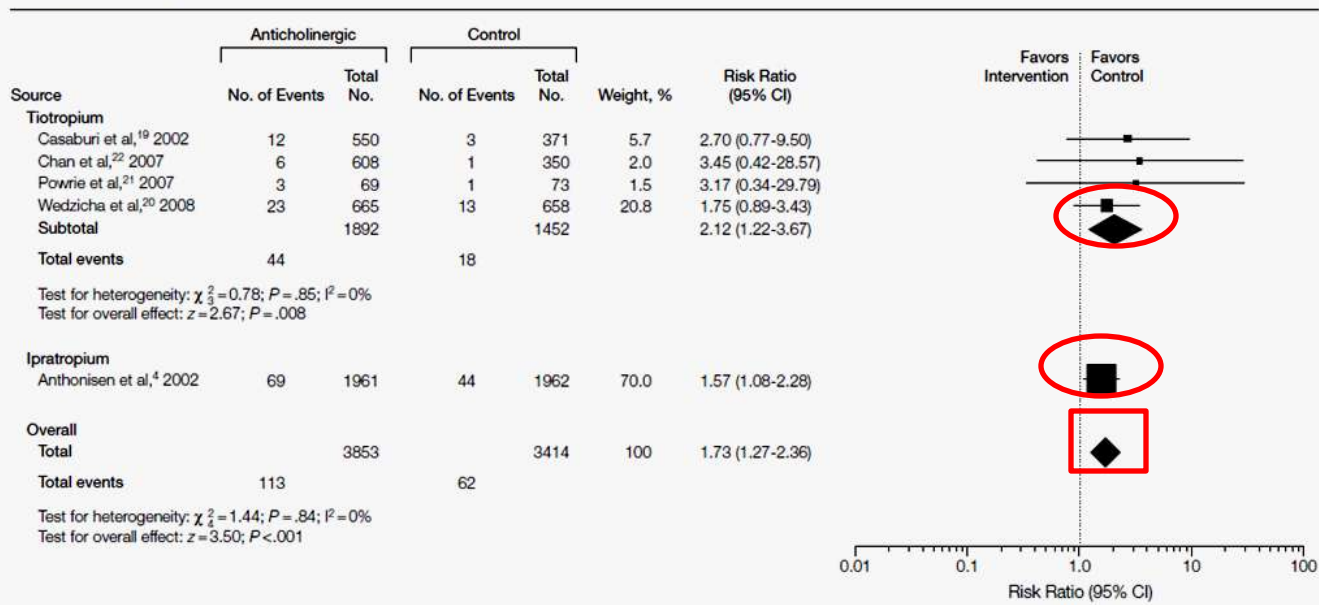 Anticholinergic Control
Favors Favors
Intervention Control
Total Total Risk Ratio
Source No. of Events No. No. of Events No. Weight, % (95% CI)
Tiotropium
Casaburi et al,19 2002 12 550 3 371 5.7 2.70 (0.77-9.50)
Chan et al,22 2007 6 608 1 350 2.0 3.45 (0.42-28.57)
Powrie et al,21 2007 3 69 1 73 1.5 3.17 (0.34-29.79)
Wedzicha et al,20 2008 23 665 13 658 20.8 1.75 (0.89-3.43)
Subtotal 1892 1452 2.12 (1.22-3.67)
Total events 44 18
Test for heterogeneity: χ²₃=0.78; P=.85; I²=0%
Test for overall effect: z=2.67; P=.008
Ipratropium
Anthonisen et al,4 2002 69 1961 44 1962 70.0 1.57 (1.08-2.28)
Overall
Total 3853 3414 100 1.73 (1.27-2.36)
Total events 113 62
Test for heterogeneity: χ²₄=1.44; P=.84; I²=0%
Test for overall effect: z=3.50; P<.001
0.01 0.1 1.0 10 100
Risk Ratio (95% CI)